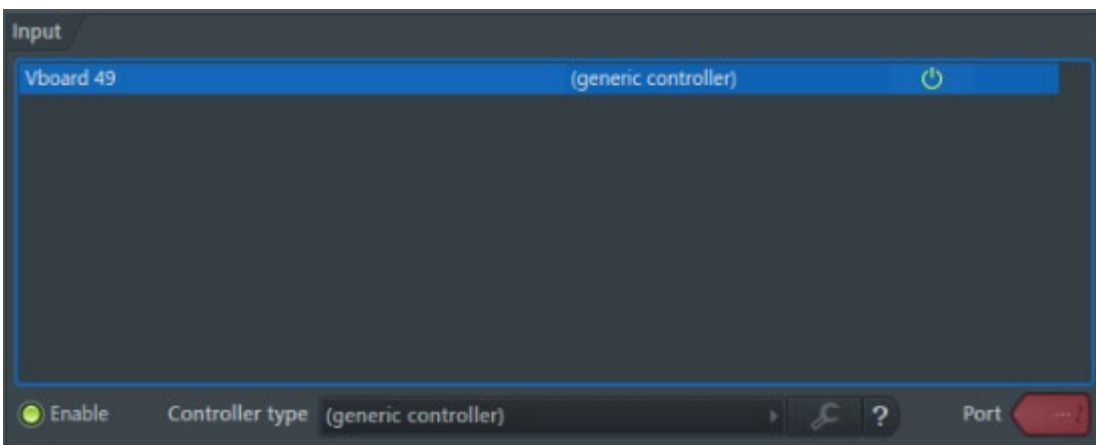 Input
Vboard 49 (generic controller)
Enable Controller type (generic controller) ? Port ---